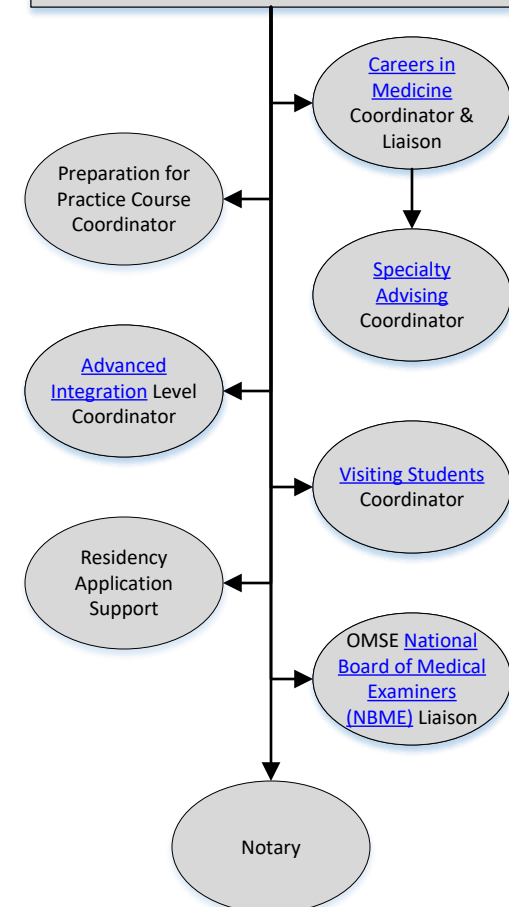 Careers in
Medicine
Coordinator &
Liaison
Preparation for
Practice Course
Coordinator
Specialty
Advising
Coordinator
Advanced
Integration Level
Coordinator
Visiting Students
Coordinator
Residency
Application
Support
OMSE National
Board of Medical
Examiners
(NBME) Liaison
Notary